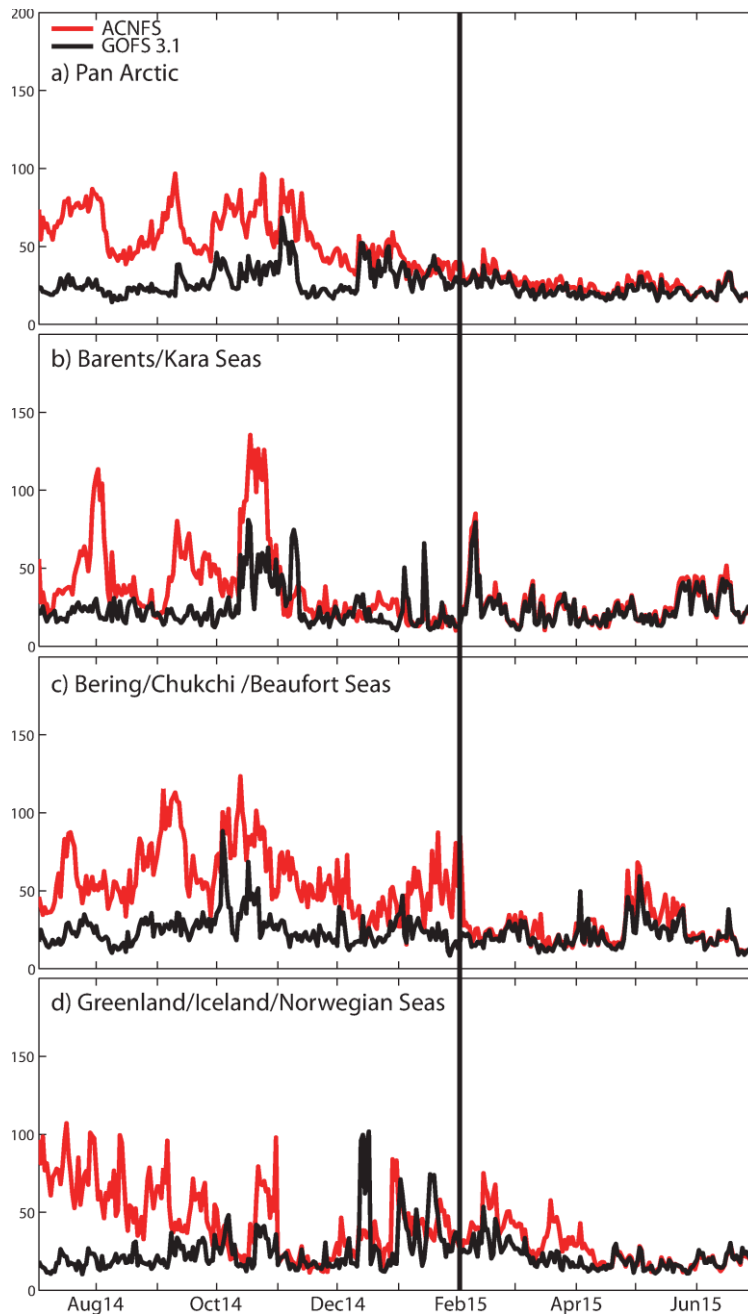 200
ACNFS
GOFS 3.1
a) Pan Arctic
150
100
50
0
b) Barents/Kara Seas
150
100
50
0
c) Bering/Chukchi /Beaufort Seas
150
100
50
0
d) Greenland/Iceland/Norwegian Seas
150
100
50
0
Aug14 Oct14 Dec14 Feb15 Apr15 Jun15